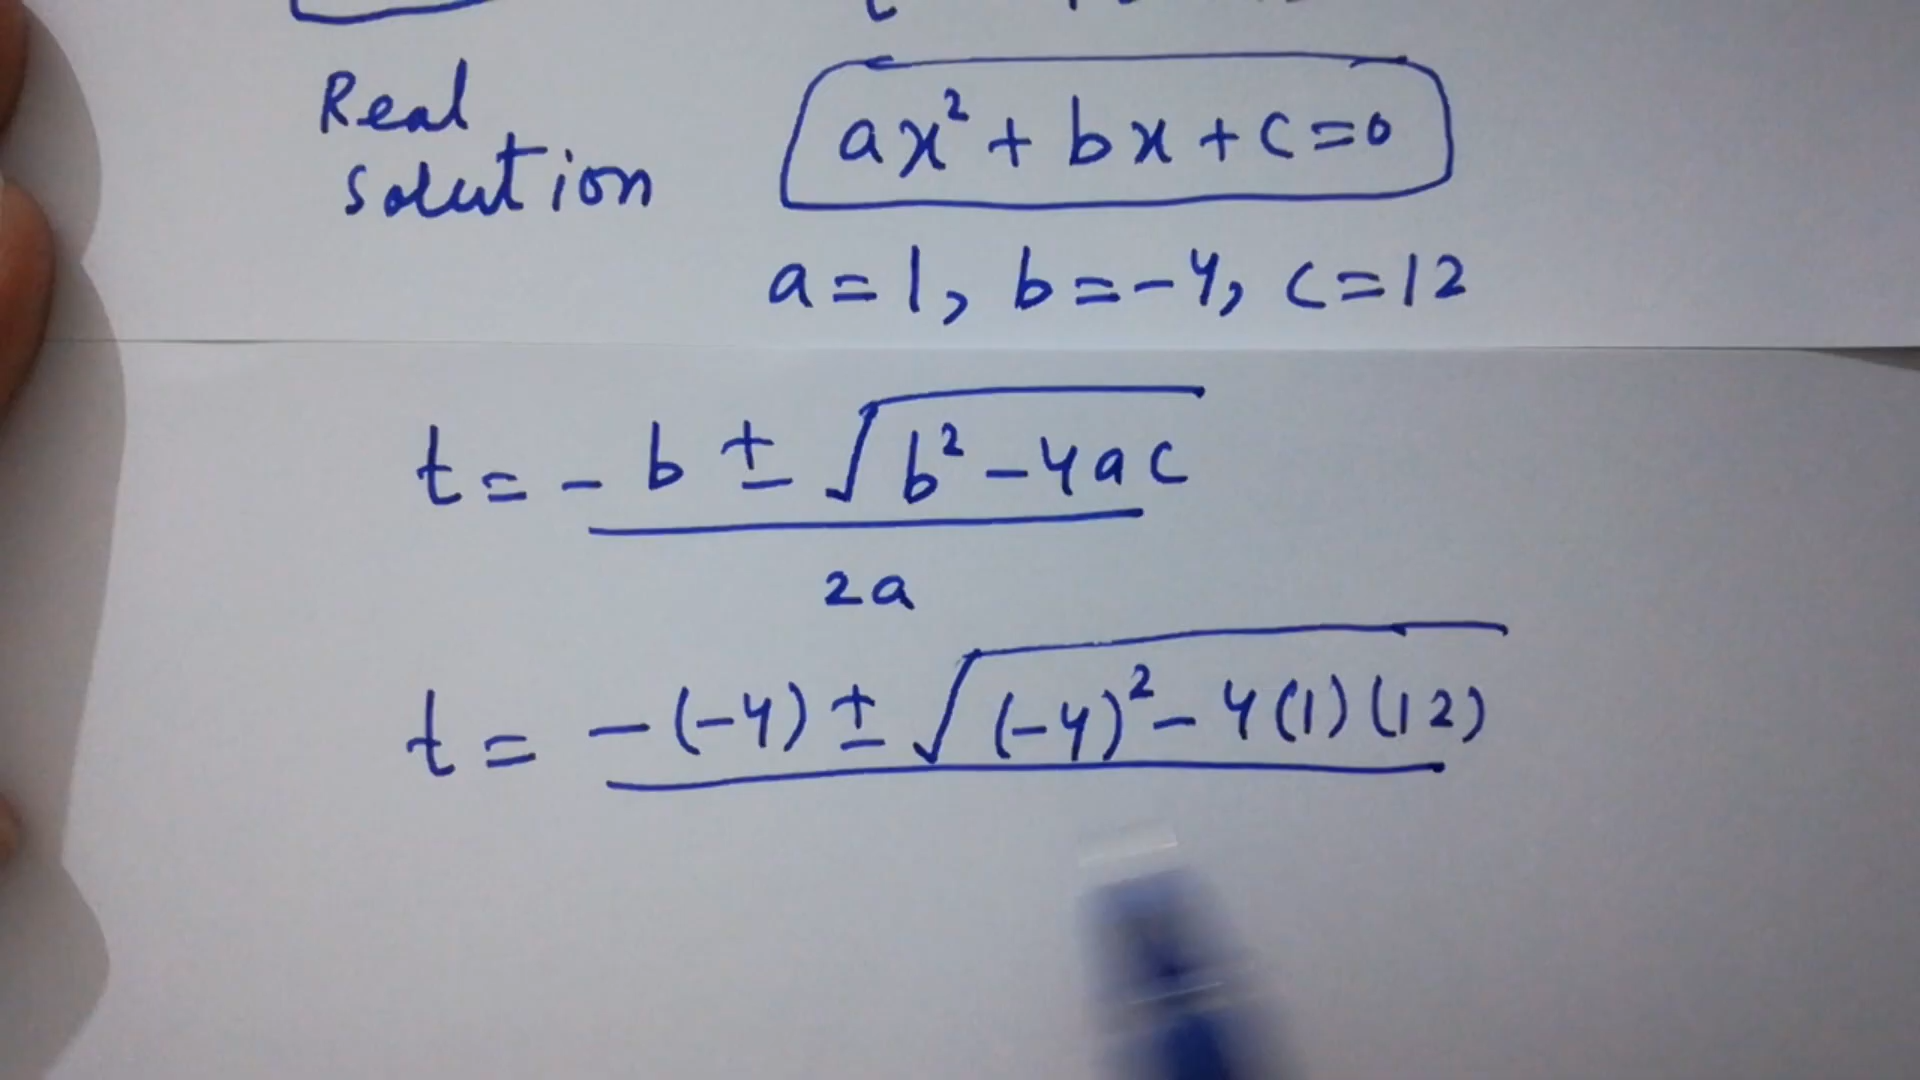 Real
solution
ax² + bx + c = 0
a = 1, b = -4, c = 12
t = - b ± √b² - 4ac
2a
t = - (-4) ± √(-4)² - 4(1)(12)